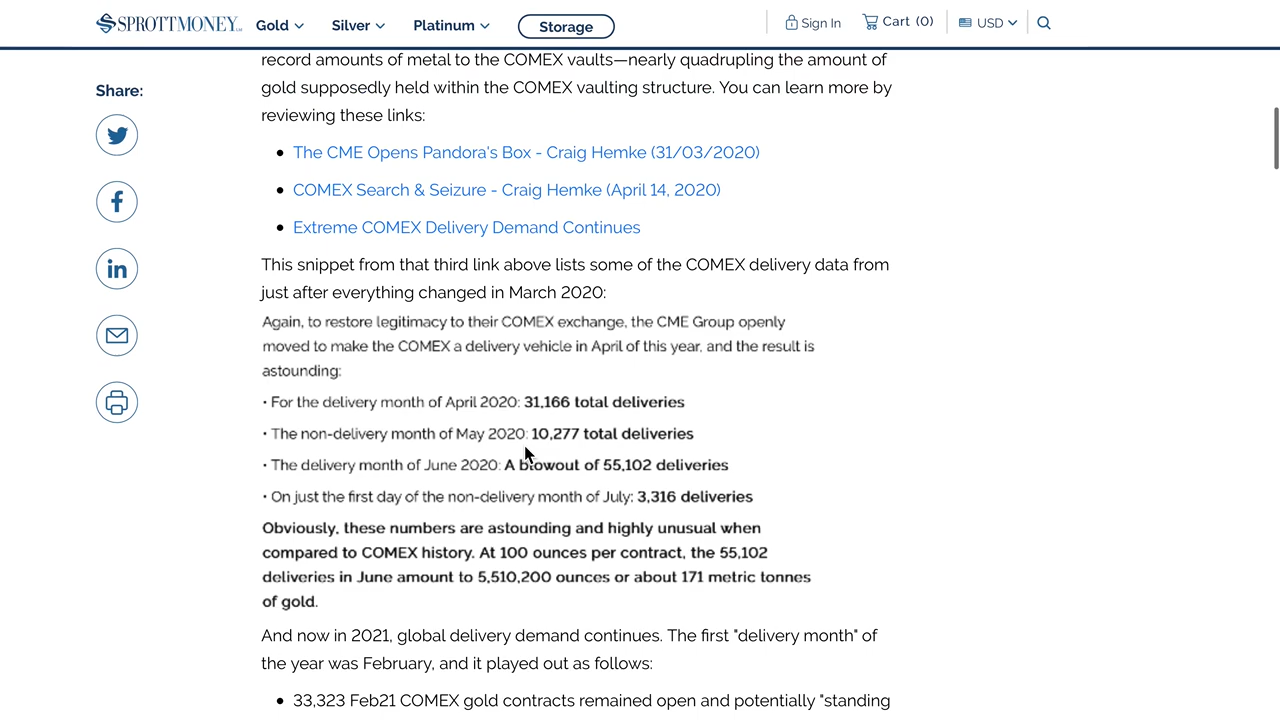 SPROTTMONEY LTD.
Gold
Silver
Platinum
Storage
Sign In
Cart (0)
USD
Share:
record amounts of metal to the COMEX vaults—nearly quadrupling the amount of
gold supposedly held within the COMEX vaulting structure. You can learn more by
reviewing these links:
• The CME Opens Pandora's Box - Craig Hemke (31/03/2020)
• COMEX Search & Seizure - Craig Hemke (April 14, 2020)
• Extreme COMEX Delivery Demand Continues
This snippet from that third link above lists some of the COMEX delivery data from
just after everything changed in March 2020:
Again, to restore legitimacy to their COMEX exchange, the CME Group openly
moved to make the COMEX a delivery vehicle in April of this year, and the result is
astounding:
• For the delivery month of April 2020: 31,166 total deliveries
• The non-delivery month of May 2020: 10,277 total deliveries
• The delivery month of June 2020: A blowout of 55,102 deliveries
• On just the first day of the non-delivery month of July: 3,316 deliveries
Obviously, these numbers are astounding and highly unusual when
compared to COMEX history. At 100 ounces per contract, the 55,102
deliveries in June amount to 5,510,200 ounces or about 171 metric tonnes
of gold.
And now in 2021, global delivery demand continues. The first "delivery month" of
the year was February, and it played out as follows:
• 33,323 Feb21 COMEX gold contracts remained open and potentially "standing